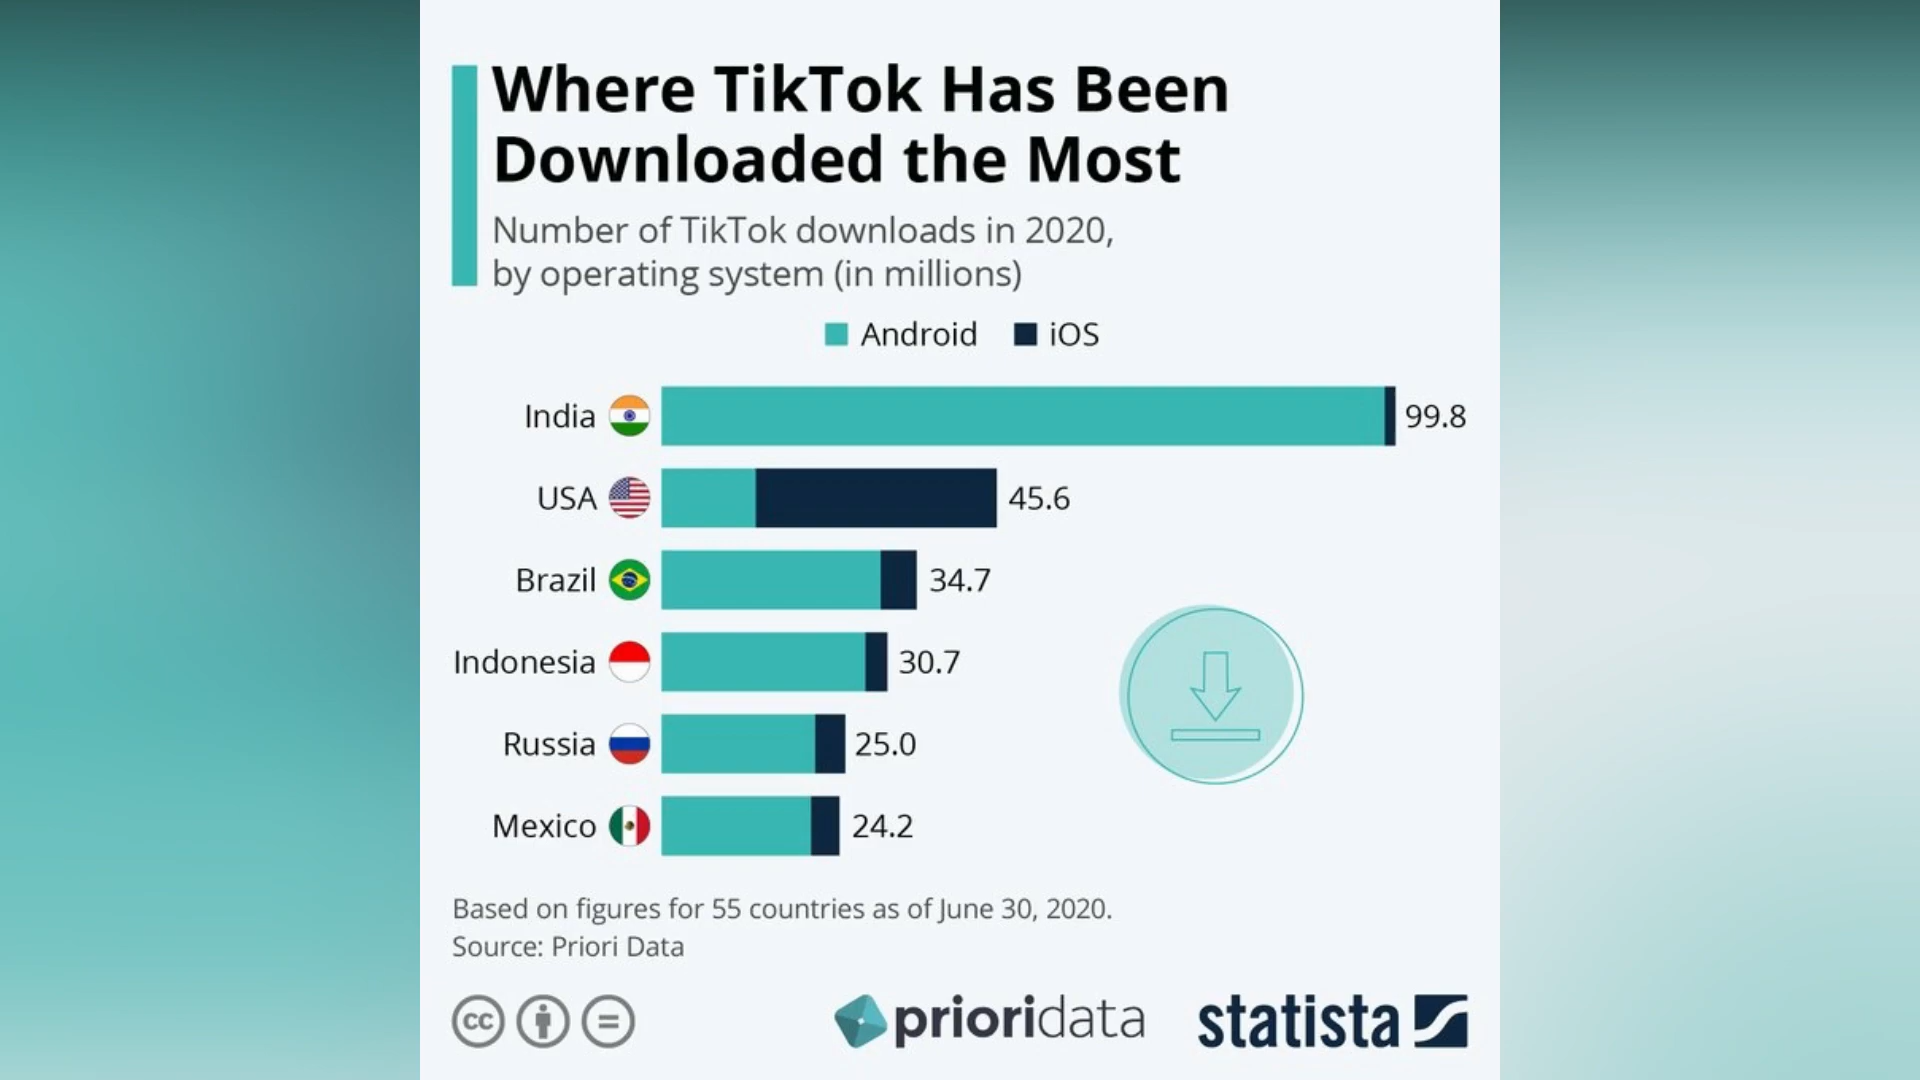 Where TikTok Has Been
Downloaded the Most
Number of TikTok downloads in 2020,
by operating system (in millions)
Android iOS
India 99.8
USA 45.6
Brazil 34.7
Indonesia 30.7
Russia 25.0
Mexico 24.2
Based on figures for 55 countries as of June 30, 2020.
Source: Priori Data
cc prioridata statista